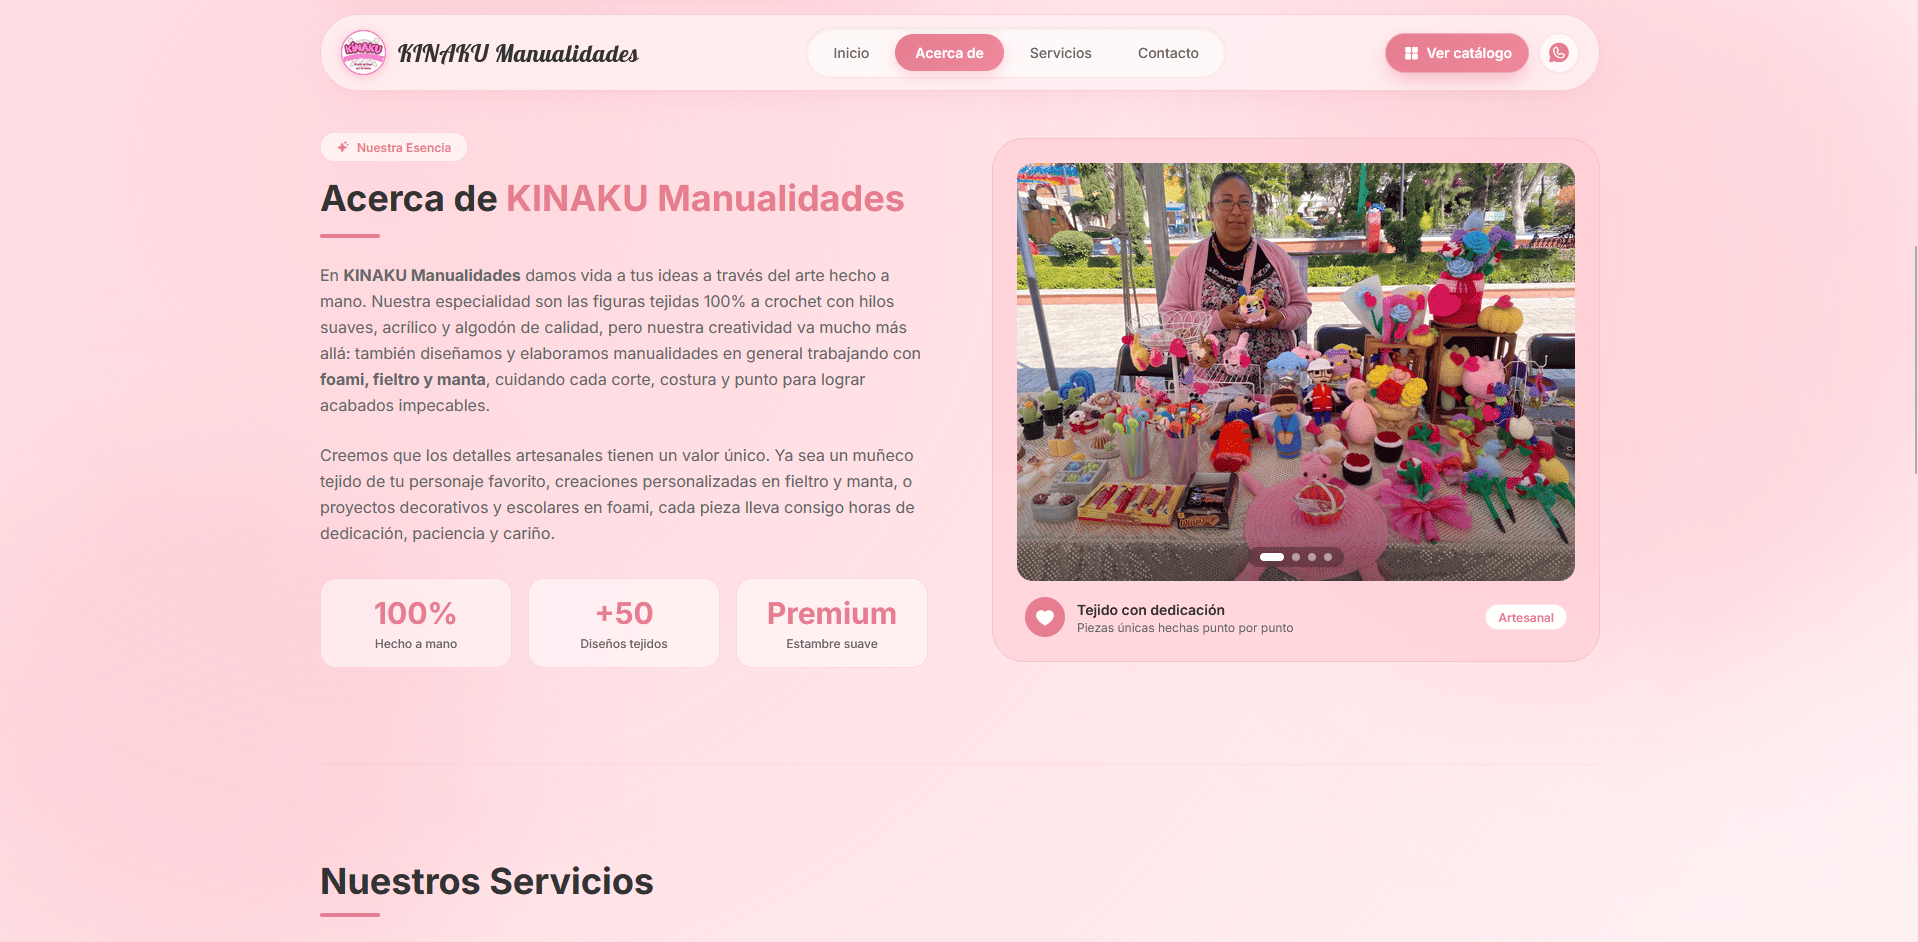 KINAKU
KINAKU Manualidades
Inicio
Acerca de
Servicios
Contacto
Ver catálogo
Nuestra Esencia
Acerca de KINAKU Manualidades
En KINAKU Manualidades damos vida a tus ideas a través del arte hecho a
mano. Nuestra especialidad son las figuras tejidas 100% a crochet con hilos
suaves, acrílico y algodón de calidad, pero nuestra creatividad va mucho más
allá: también diseñamos y elaboramos manualidades en general trabajando con
foami, fieltro y manta, cuidando cada corte, costura y punto para lograr
acabados impecables.
Creemos que los detalles artesanales tienen un valor único. Ya sea un muñeco
tejido de tu personaje favorito, creaciones personalizadas en fieltro y manta, o
proyectos decorativos y escolares en foami, cada pieza lleva consigo horas de
dedicación, paciencia y cariño.
100%
Hecho a mano
+50
Diseños tejidos
Premium
Estambre suave
Tejido con dedicación
Piezas únicas hechas punto por punto
Artesanal
Nuestros Servicios